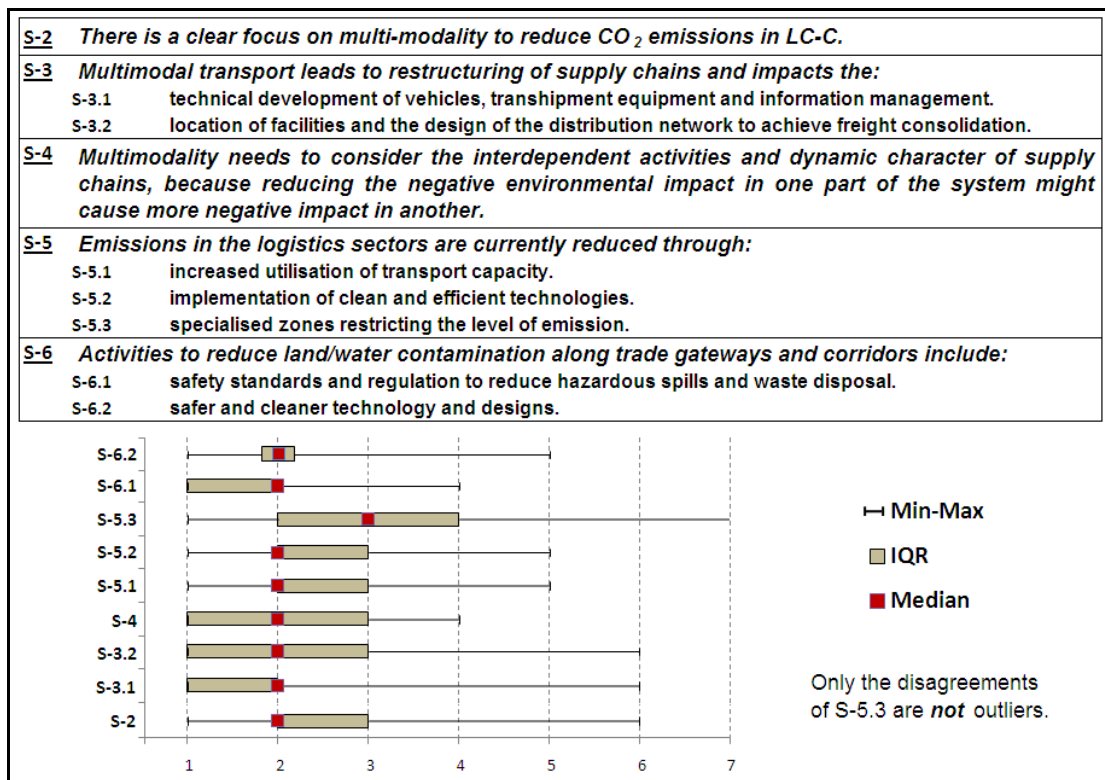 S-2 There is a clear focus on multi-modality to reduce CO2 emissions in LC-C.
S-3 Multimodal transport leads to restructuring of supply chains and impacts the:
S-3.1 technical development of vehicles, transhipment equipment and information management.
S-3.2 location of facilities and the design of the distribution network to achieve freight consolidation.
S-4 Multimodality needs to consider the interdependent activities and dynamic character of supply
chains, because reducing the negative environmental impact in one part of the system might
cause more negative impact in another.
S-5 Emissions in the logistics sectors are currently reduced through:
S-5.1 increased utilisation of transport capacity.
S-5.2 implementation of clean and efficient technologies.
S-5.3 specialised zones restricting the level of emission.
S-6 Activities to reduce land/water contamination along trade gateways and corridors include:
S-6.1 safety standards and regulation to reduce hazardous spills and waste disposal.
S-6.2 safer and cleaner technology and designs.
S-6.2
S-6.1
S-5.3
S-5.2
S-5.1
S-4
S-3.2
S-3.1
S-2
1 2 3 4 5 6 7
Min-Max
IQR
Median
Only the disagreements
of S-5.3 are not outliers.